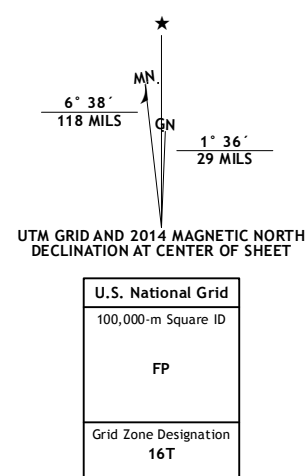 ★
MN
GN
6° 38´
118 MILS
1° 36´
29 MILS
UTM GRID AND 2014 MAGNETIC NORTH
DECLINATION AT CENTER OF SHEET
U.S. National Grid
100,000-m Square ID
FP
Grid Zone Designation
16T